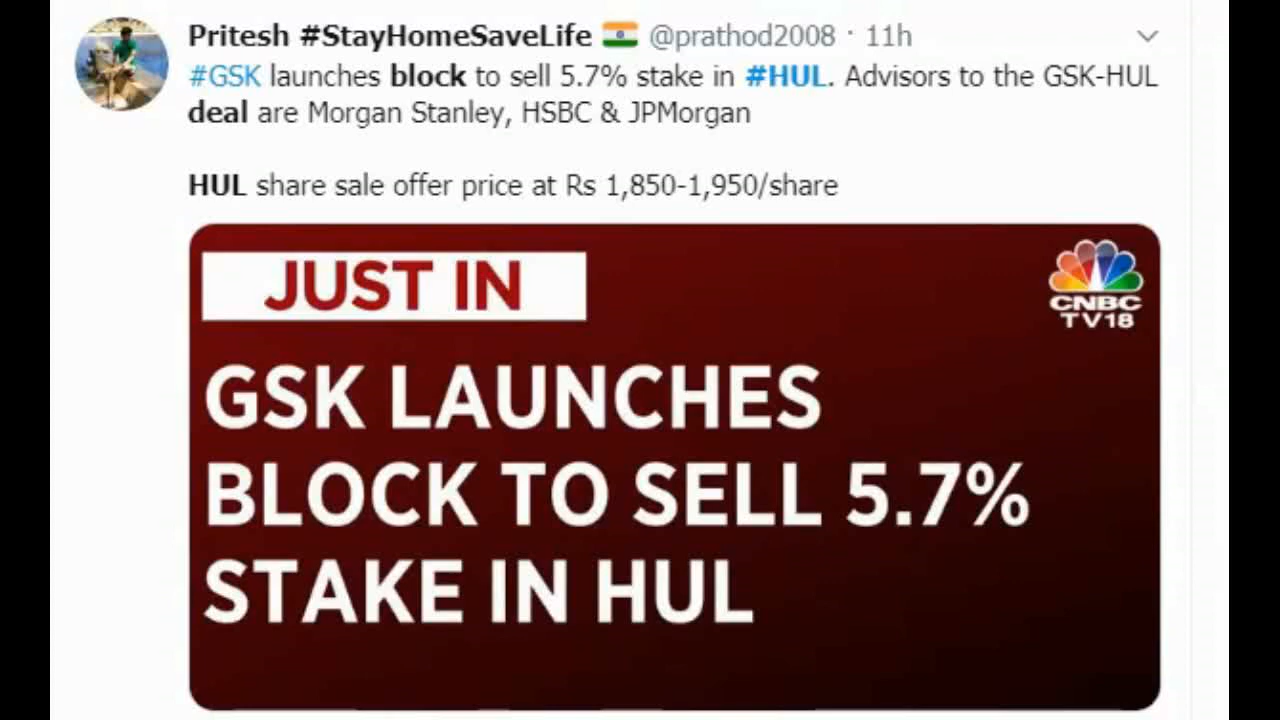 Pritesh #StayHomeSaveLife 🇮🇳 @prathod2008 · 11h
#GSK launches block to sell 5.7% stake in #HUL. Advisors to the GSK-HUL
deal are Morgan Stanley, HSBC & JPMorgan
HUL share sale offer price at Rs 1,850-1,950/share
JUST IN
CNBC
TV18
GSK LAUNCHES
BLOCK TO SELL 5.7%
STAKE IN HUL